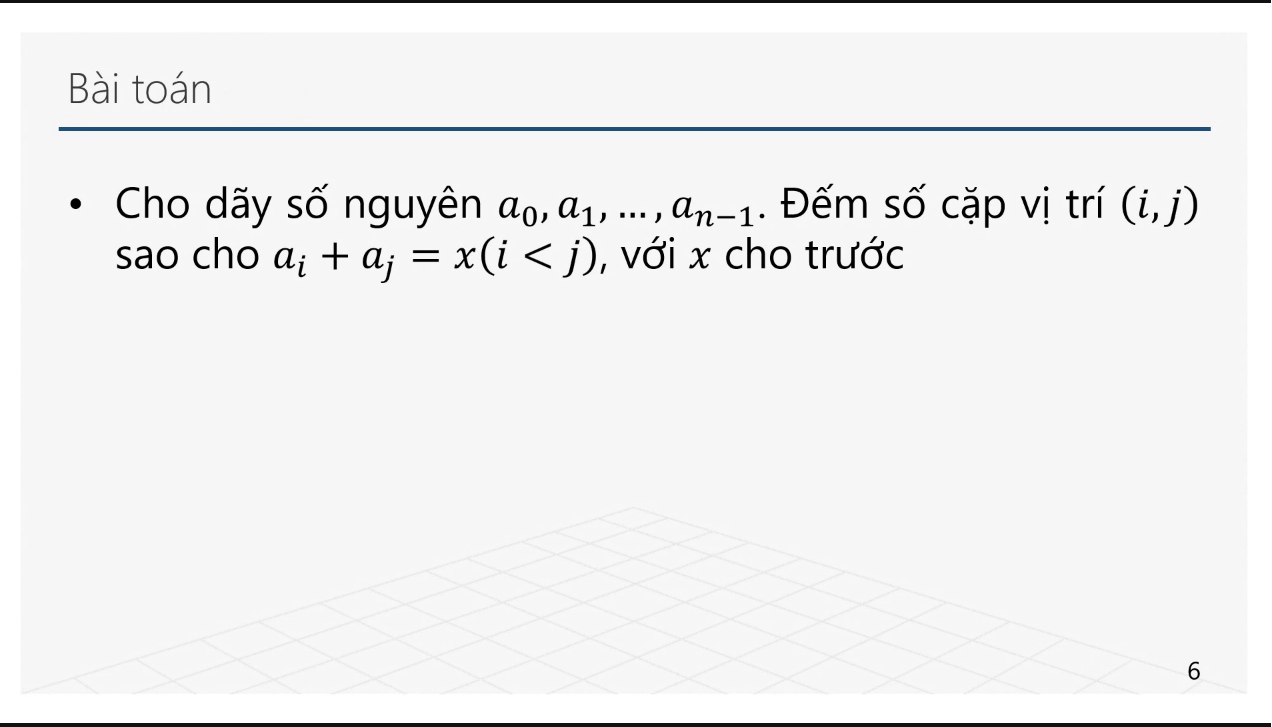 Bài toán
• Cho dãy số nguyên a₀, a₁, … , aₙ₋₁. Đếm số cặp vị trí (i, j)
sao cho aᵢ + aⱼ = x(i < j), với x cho trước
6